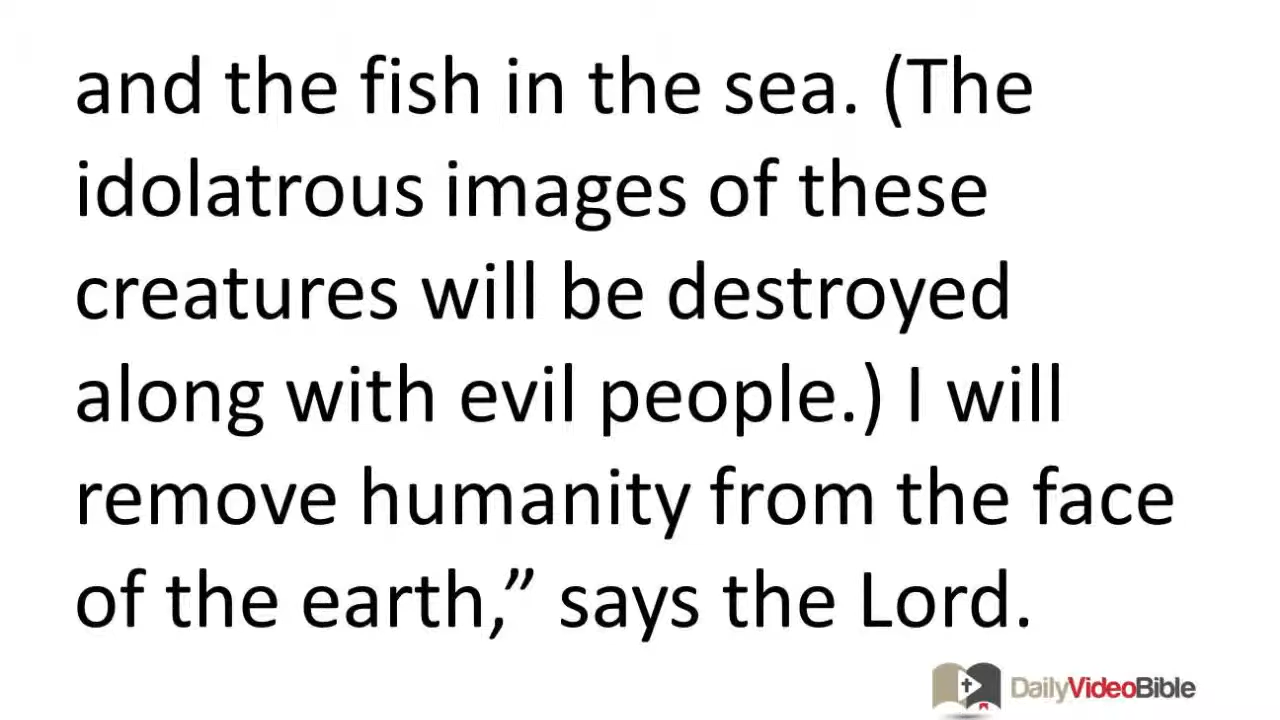 and the fish in the sea. (The
idolatrous images of these
creatures will be destroyed
along with evil people.) I will
remove humanity from the face
of the earth,” says the Lord.
DailyVideoBible